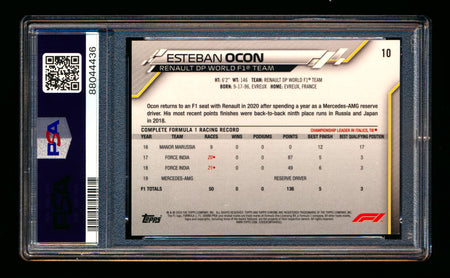 ESTEBAN OCON
10
RENAULT DP WORLD F1® TEAM
HT: 6'2" WT: 146 TEAM: RENAULT DP WORLD F1® TEAM
BORN: 9-17-96, EVREUX HOME: EVREUX, FRANCE
Ocon returns to an F1 seat with Renault in 2020 after spending a year as a Mercedes-AMG reserve
driver. His most recent points finishes were back-to-back ninth place runs in Russia and Japan
in 2018.
COMPLETE FORMULA 1 RACING RECORD
CHAMPIONSHIP LEADER IN ITALICS, TIE♦
YEAR TEAM RACES WINS PODIUMS POINTS BEST FINISH BEST QUALIFYING POSITION
16 MANOR MARUSSIA 9 0 0 0 12 17
17 FORCE INDIA 20♦ 0 0 87 5 3
18 FORCE INDIA 21♦ 0 0 49 6 3
19 MERCEDES-AMG RESERVE DRIVER
F1 TOTALS 50 0 0 136 5 3
Topps
F1
88044436
PSA